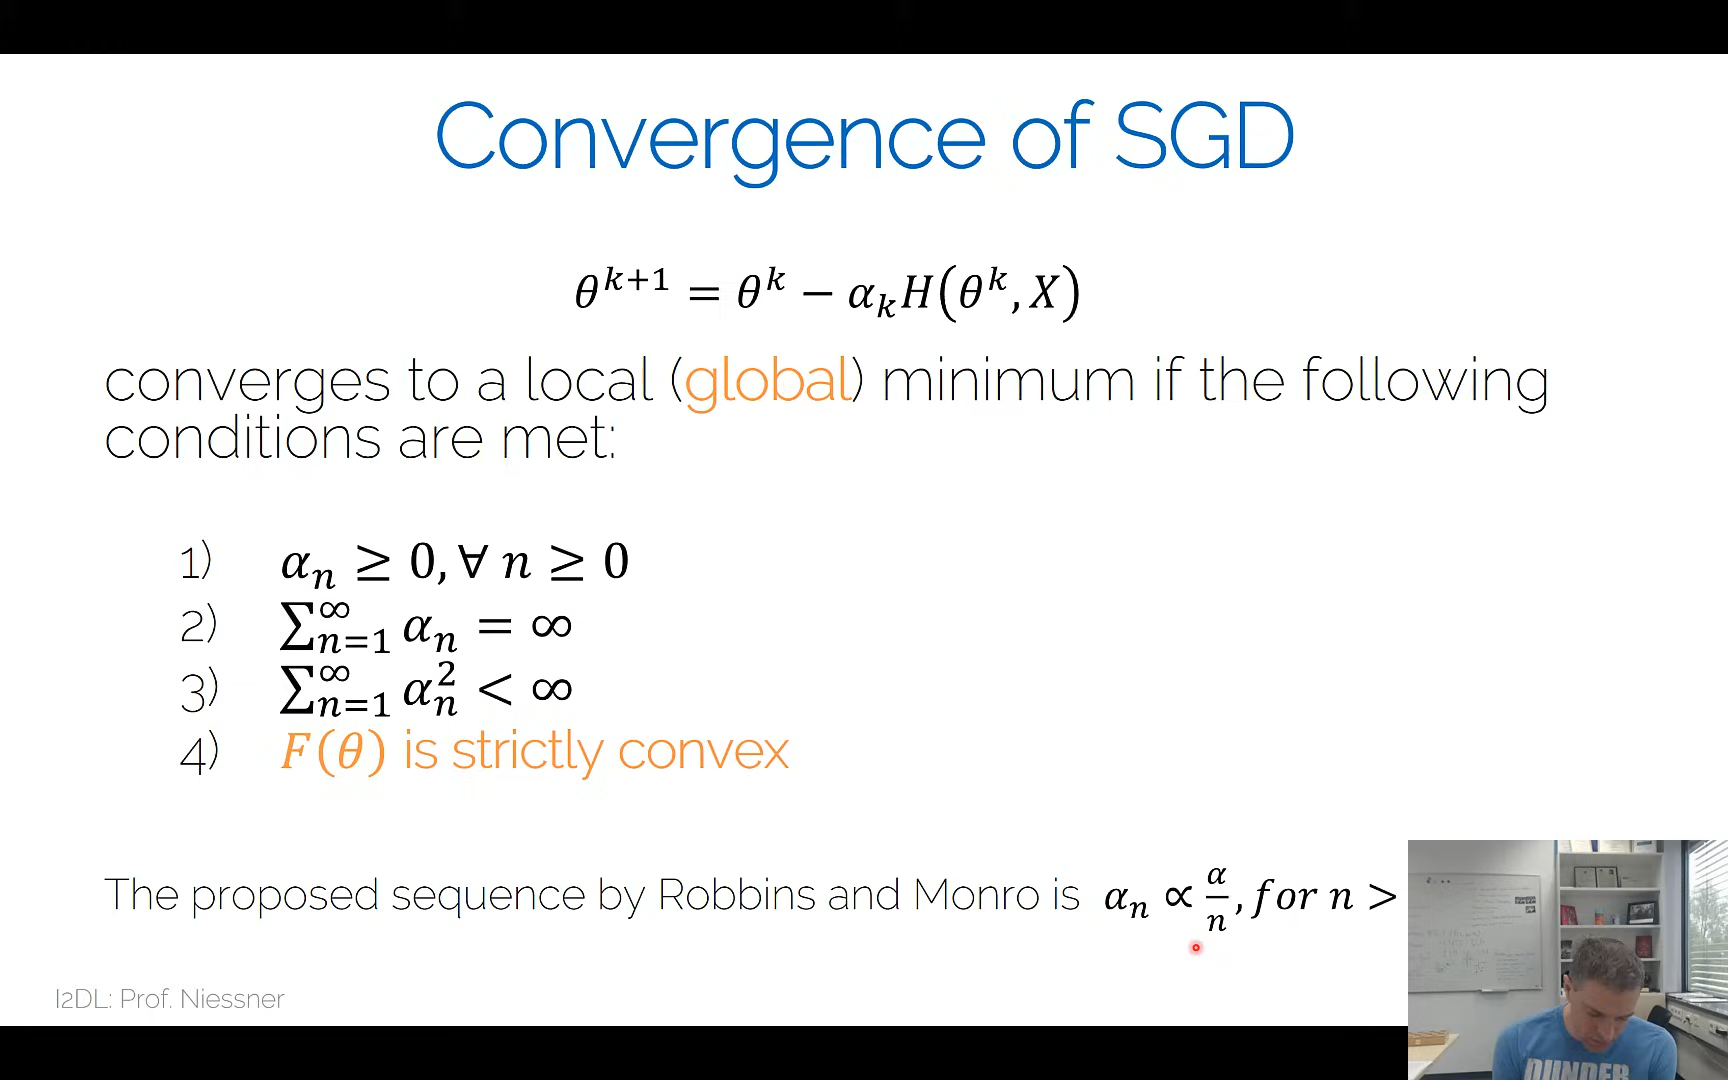 Convergence of SGD
θ^{k+1} = θ^k − α_k H(θ^k, X)
converges to a local (global) minimum if the following
conditions are met:
1) α_n ≥ 0, ∀ n ≥ 0
2) ∑_{n=1}^∞ α_n = ∞
3) ∑_{n=1}^∞ α_n^2 < ∞
4) F(θ) is strictly convex
The proposed sequence by Robbins and Monro is α_n ∝ α/n, for n >
I2DL: Prof. Niessner
DUNDER